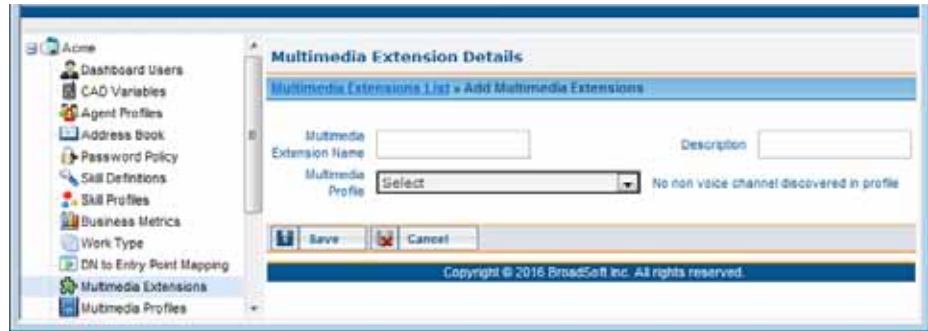 Acme
Dashboard Users
CAD Variables
Agent Profiles
Address Book
Password Policy
Skill Definitions
Skill Profiles
Business Metrics
Work Type
DN to Entry Point Mapping
Multimedia Extensions
Multimedia Profiles
Multimedia Extension Details
Multimedia Extensions List » Add Multimedia Extensions
Multimedia
Extension Name
Description
Multimedia
Profile
Select
No non voice channel discovered in profile
Save
Cancel
Copyright © 2016 BroadSoft Inc. All rights reserved.